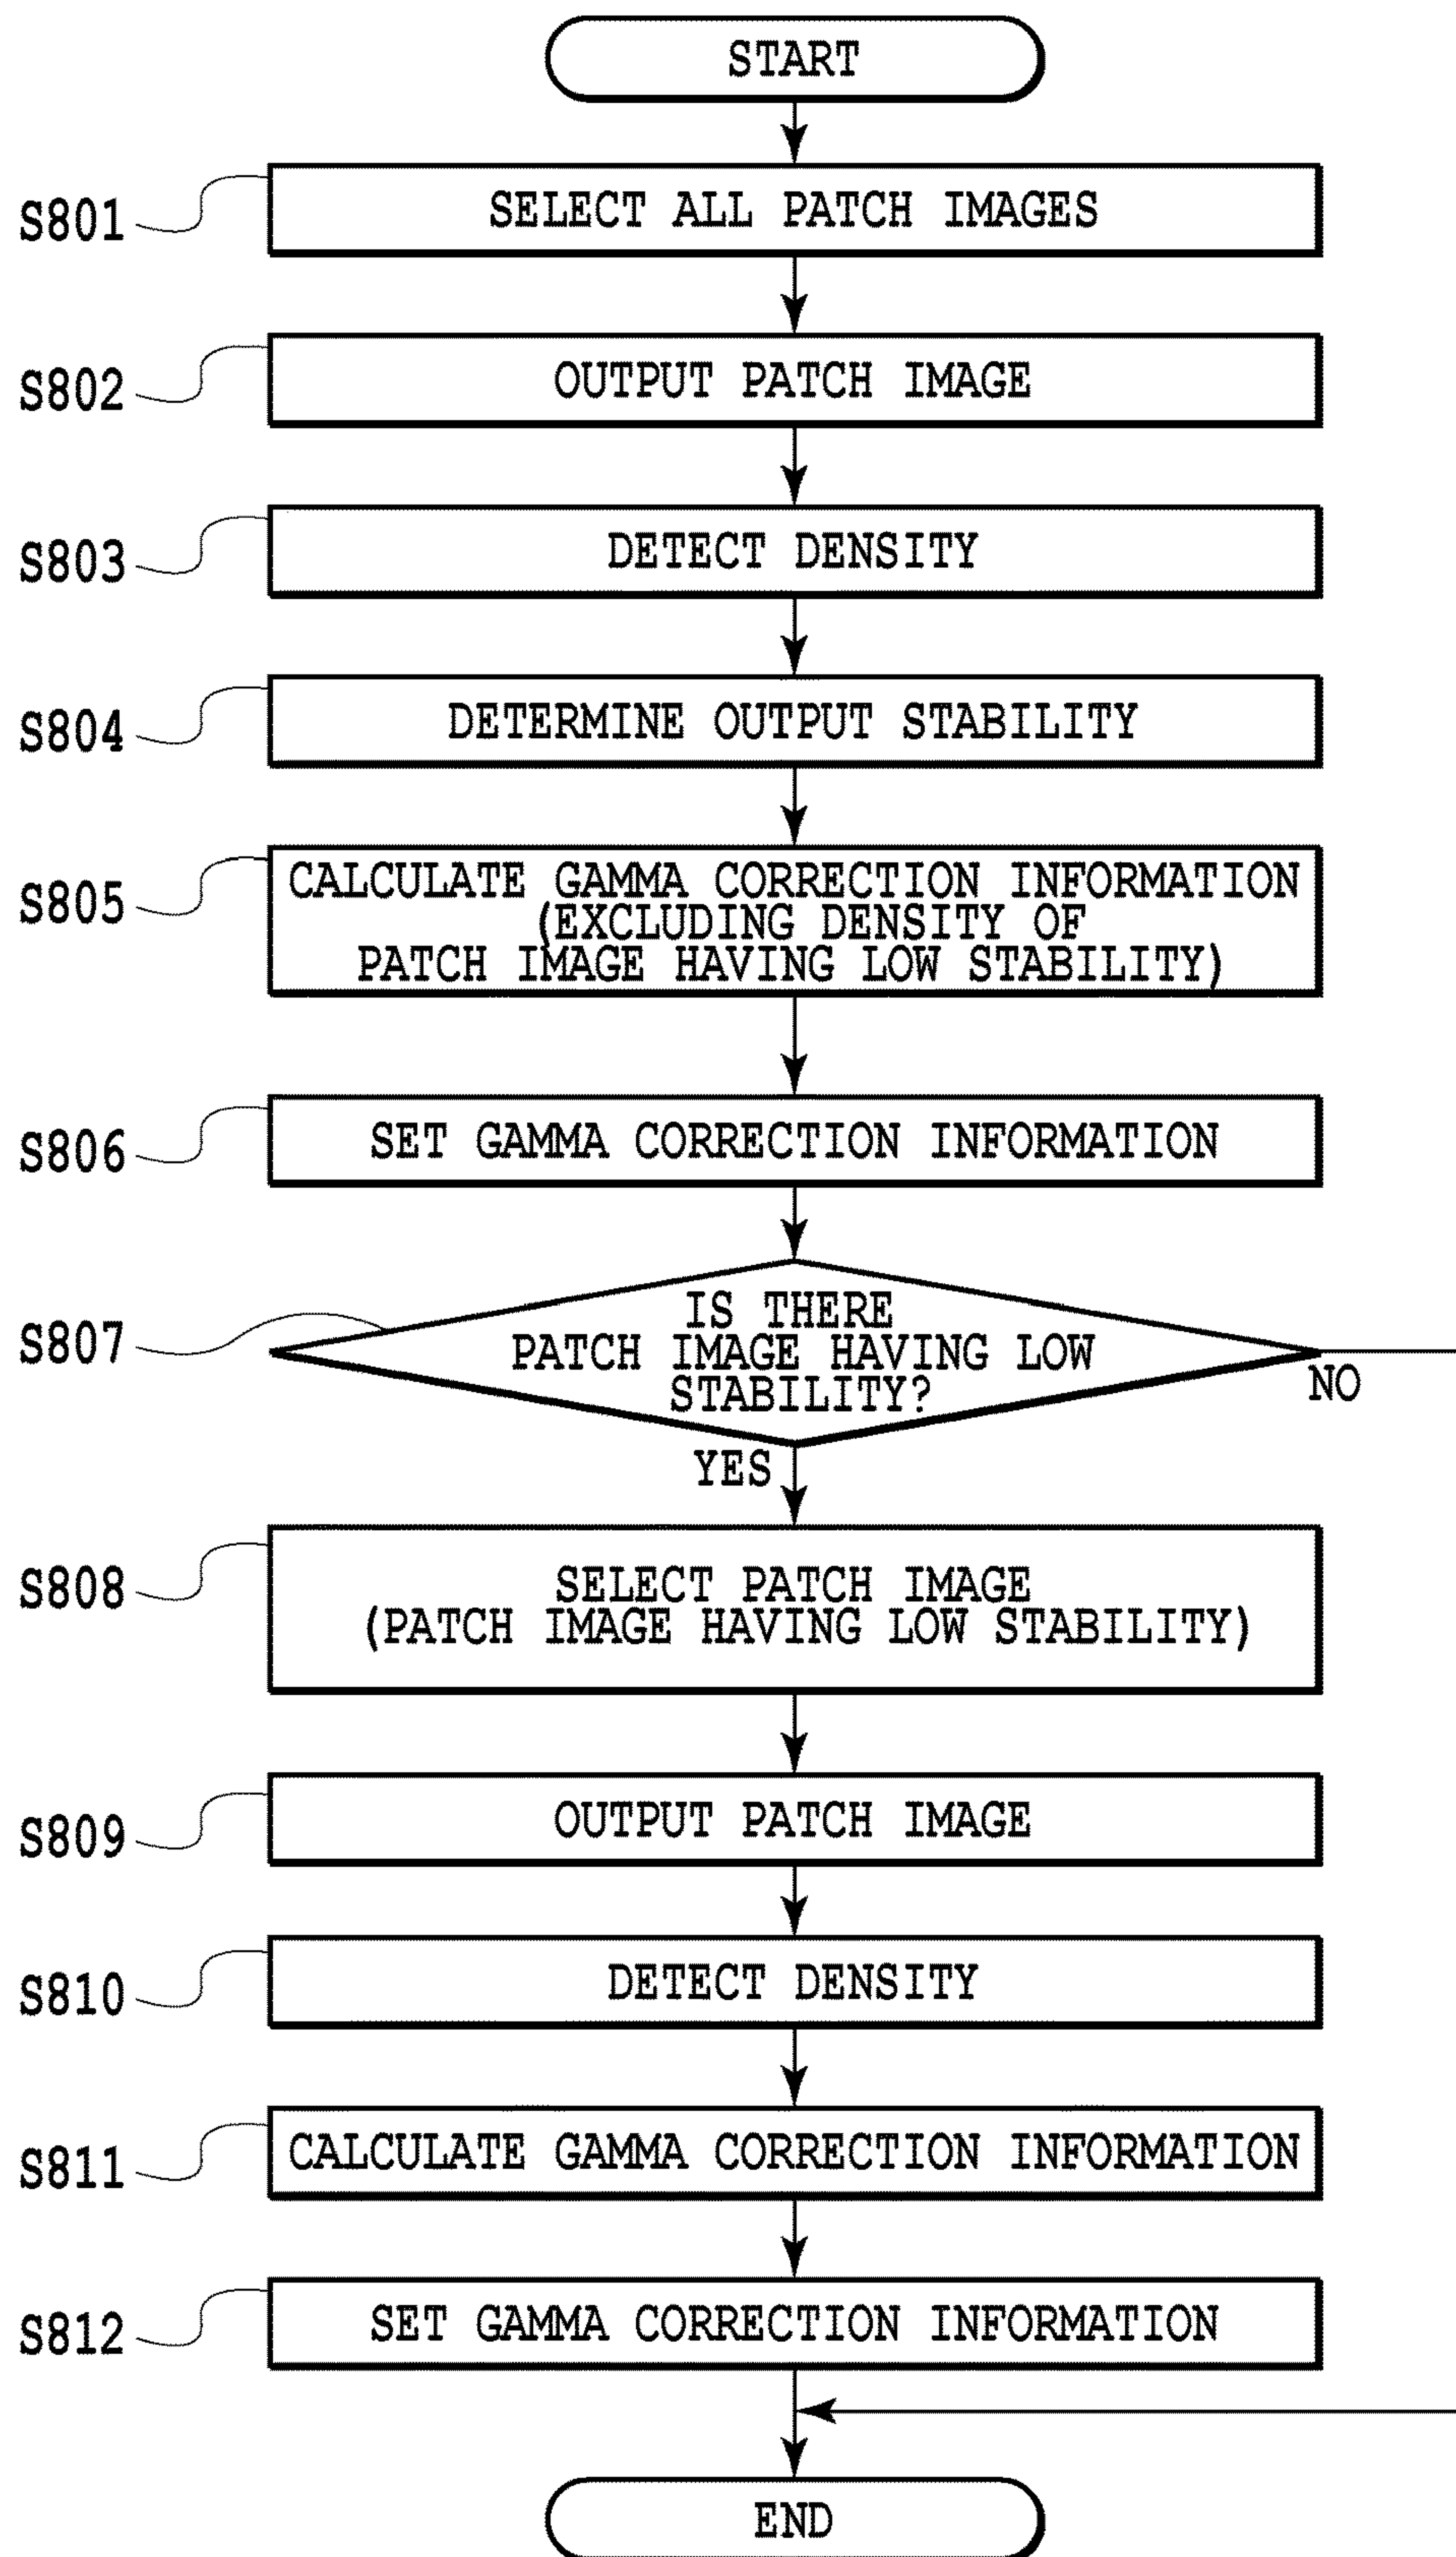 START
S801
SELECT ALL PATCH IMAGES
S802
OUTPUT PATCH IMAGE
S803
DETECT DENSITY
S804
DETERMINE OUTPUT STABILITY
S805
CALCULATE GAMMA CORRECTION INFORMATION
(EXCLUDING DENSITY OF
PATCH IMAGE HAVING LOW STABILITY)
S806
SET GAMMA CORRECTION INFORMATION
S807
IS THERE
PATCH IMAGE HAVING LOW
STABILITY?
NO
YES
S808
SELECT PATCH IMAGE
(PATCH IMAGE HAVING LOW STABILITY)
S809
OUTPUT PATCH IMAGE
S810
DETECT DENSITY
S811
CALCULATE GAMMA CORRECTION INFORMATION
S812
SET GAMMA CORRECTION INFORMATION
END